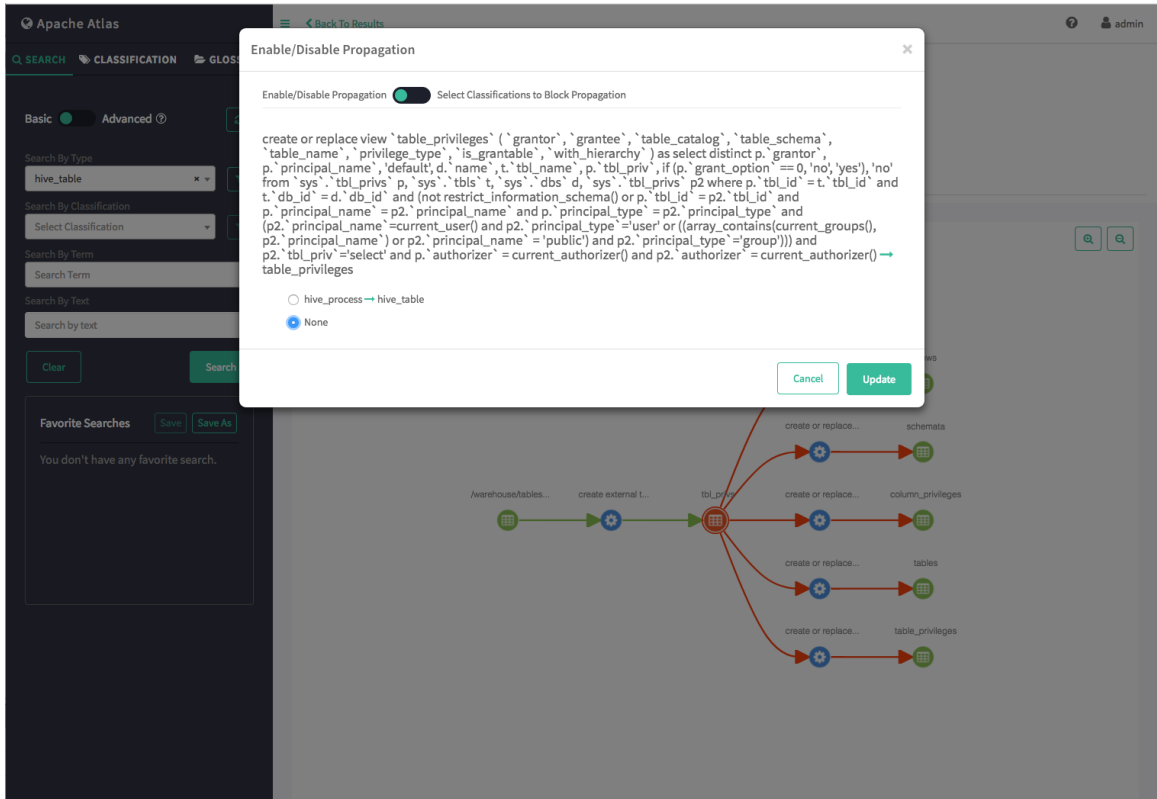 Apache Atlas
Back To Results
admin
SEARCH CLASSIFICATION GLOSS
Basic Advanced
Search By Type
hive_table
Search By Classification
Select Classification
Search By Term
Search Term
Search By Text
Search by text
Clear Search
Favorite Searches Save Save As
You don't have any favorite search.
Enable/Disable Propagation ×
Enable/Disable Propagation Select Classifications to Block Propagation
create or replace view `table_privileges` ( `grantor`, `grantee`, `table_catalog`, `table_schema`,
`table_name`, `privilege_type`, `is_grantable`, `with_hierarchy` ) as select distinct p.`grantor`,
p.`principal_name`, 'default', d.`name`, t.`tbl_name`, p.`tbl_priv`, if (p.`grant_option` == 0, 'no', 'yes'), 'no'
from `sys`.`tbl_privs` p, `sys`.`tbls` t, `sys`.`dbs` d, `sys`.`tbl_privs` p2 where p.`tbl_id` = t.`tbl_id` and
t.`db_id` = d.`db_id` and (not restrict_information_schema() or p.`tbl_id` = p2.`tbl_id` and
p.`principal_name` = p2.`principal_name` and p.`principal_type` = p2.`principal_type` and
(p2.`principal_name`=current_user() and p2.`principal_type`='user' or ((array_contains(current_groups(),
p2.`principal_name`) or p2.`principal_name` = 'public') and p2.`principal_type`='group'))) and
p2.`tbl_priv`='select' and p.`authorizer` = current_authorizer() and p2.`authorizer` = current_authorizer() →
table_privileges
hive_process → hive_table
None
Cancel Update
create or replace... schemata
/warehouse/tables... create external t... tbl_privs create or replace... column_privileges
create or replace... tables
create or replace... table_privileges